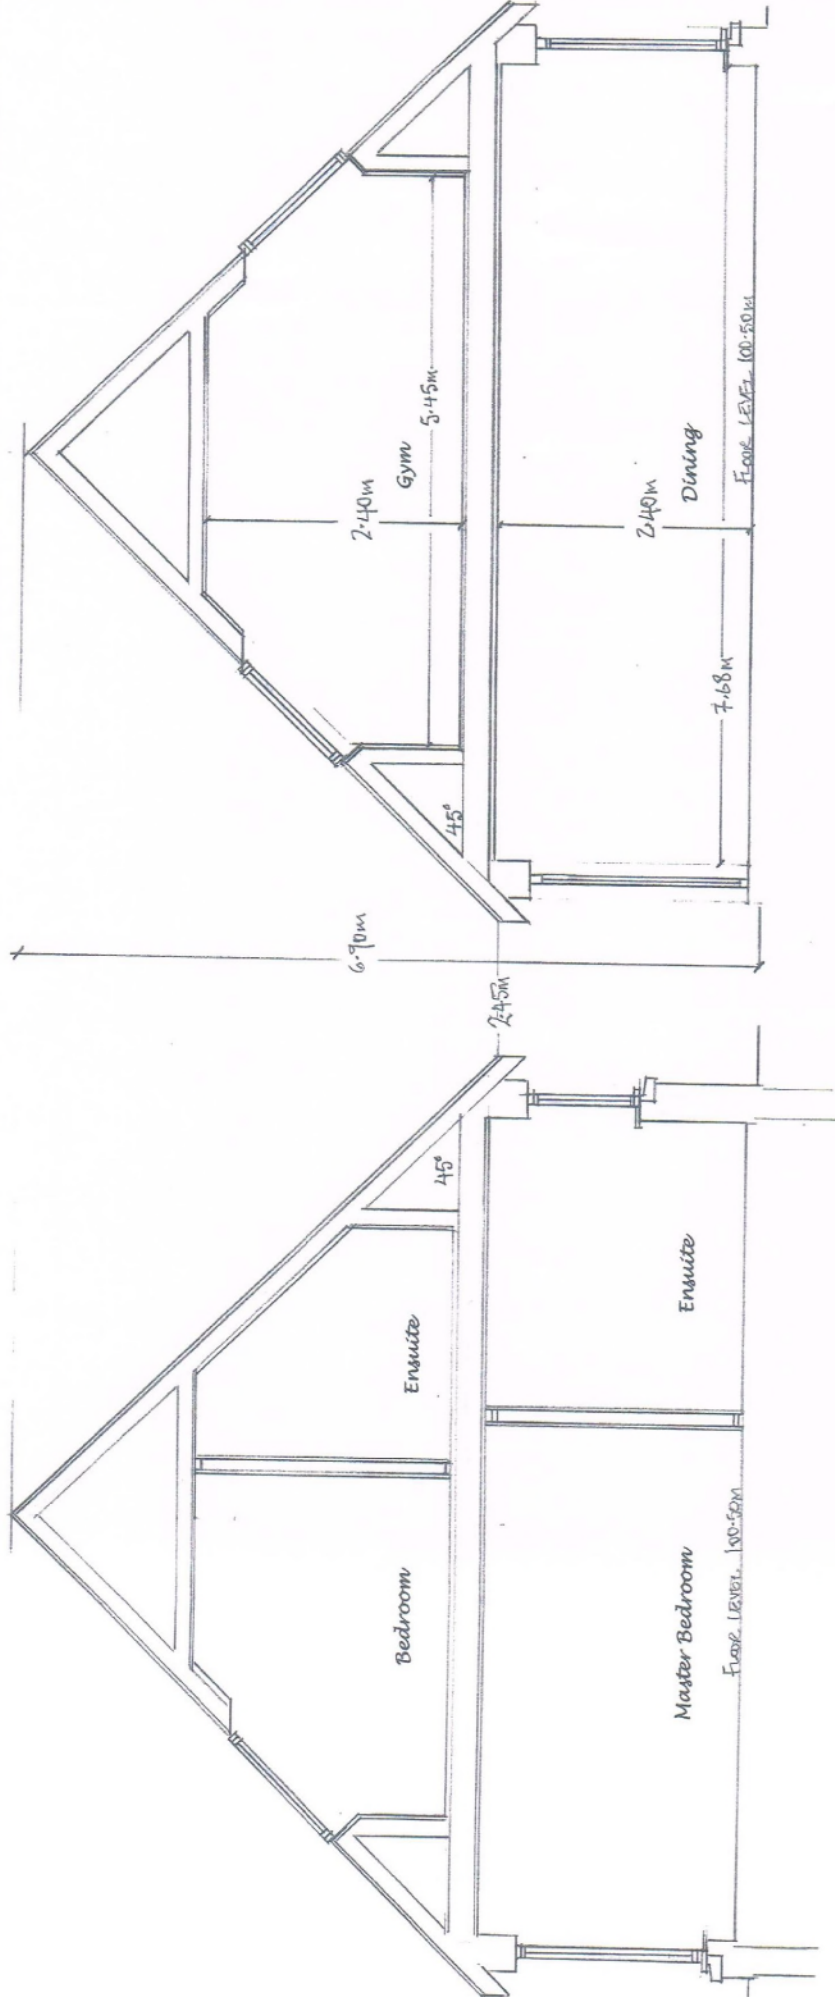 6.90m
2.45m
Bedroom
Ensuite
45°
Master Bedroom
Ensuite
FLOOR LEVEL 100.50m
2.40m
Gym
5.45m
45°
2.40m
Dining
7.68m
FLOOR LEVEL 100.50m